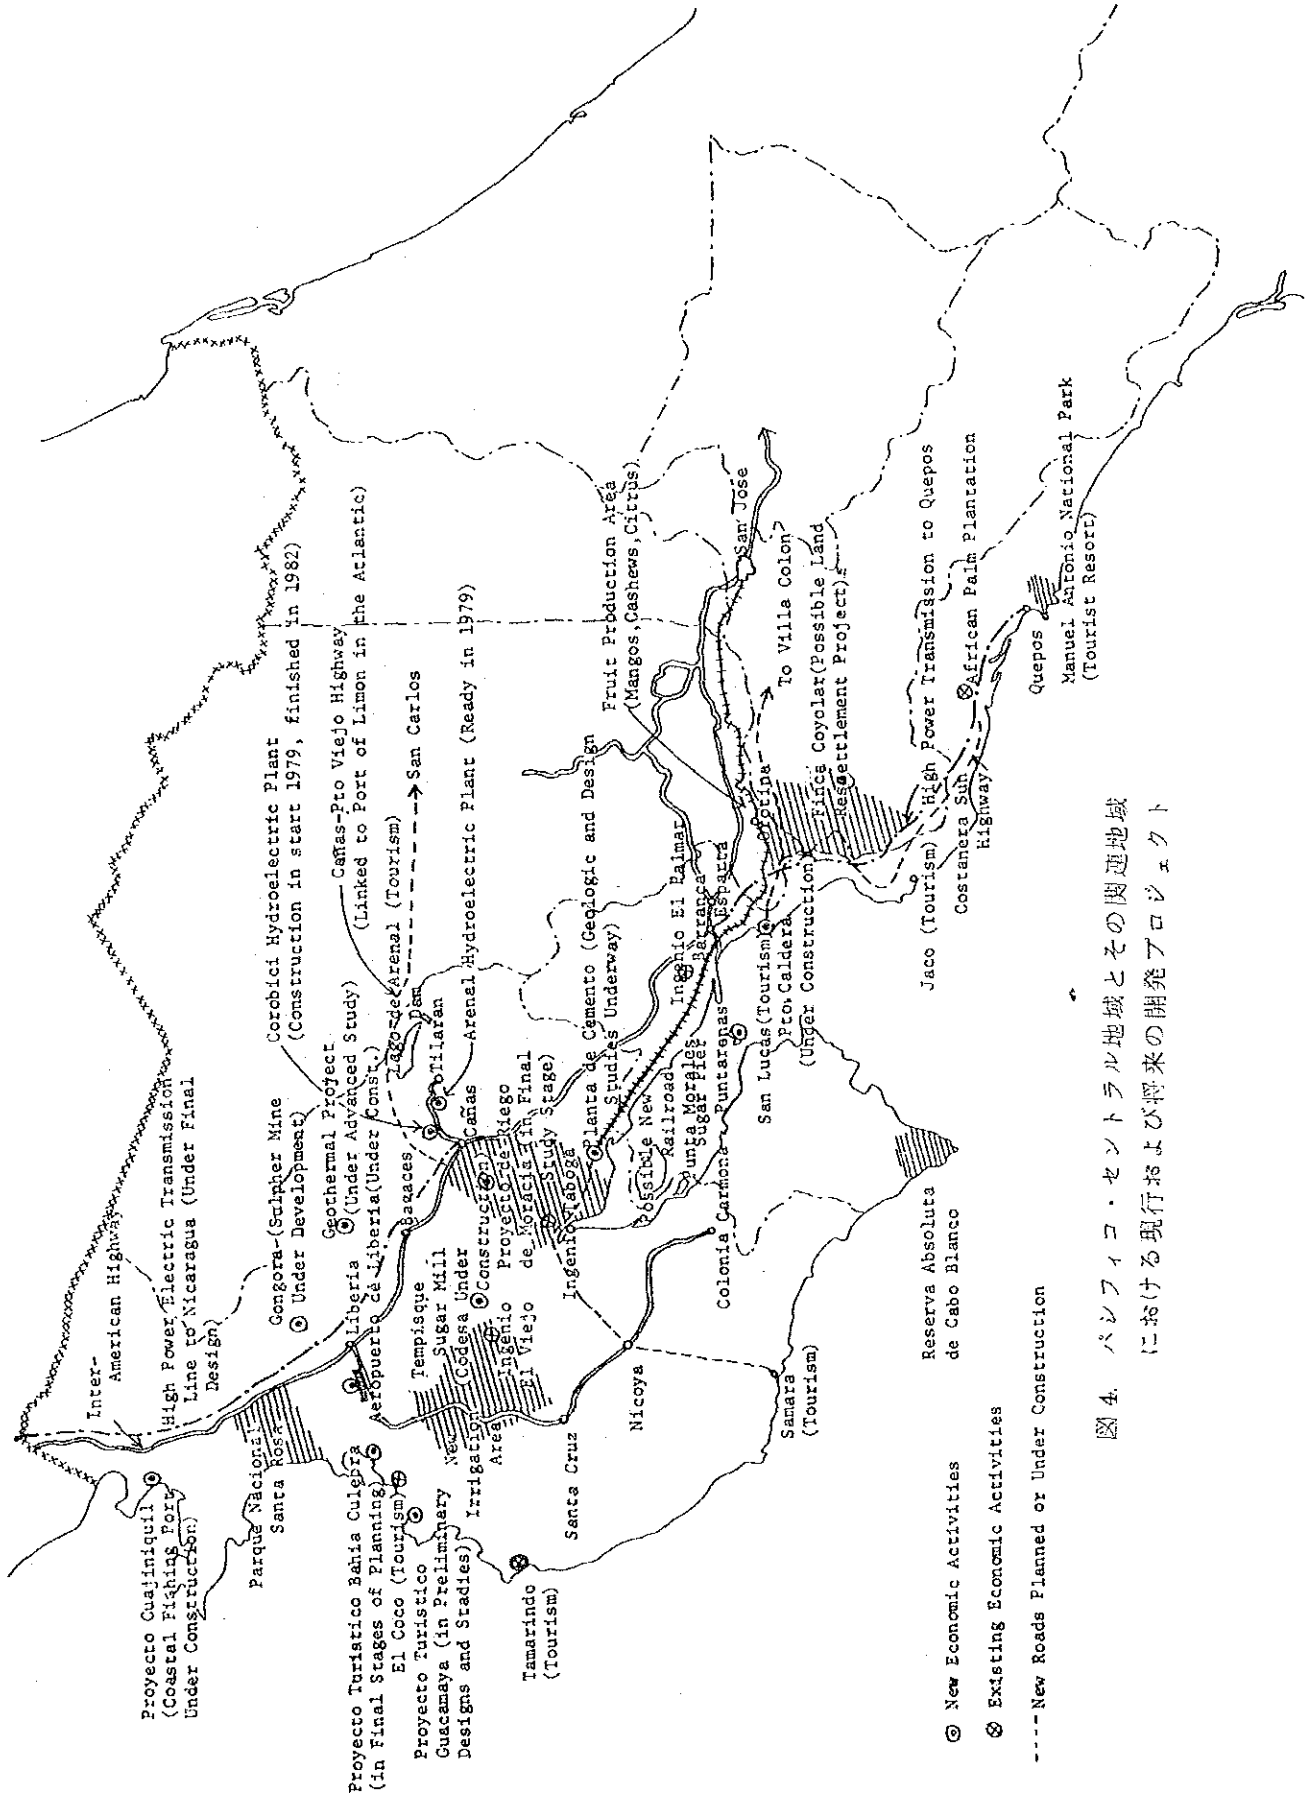 Inter-
American Highway
High Power Electric Transmission
Line to Nicaragua (Under Final
Design)
Proyecto Cuajiniquil
(Coastal Fishing Port
Under Construction)
Parque Nacional
Santa Rosa
Gongora-(Sulpher Mine
Under Development)
Geothermal Project
(Under Advanced Study)
Corobici Hydroelectric Plant
(Construction in start 1979, finished in 1982)
Cañas-Pto Viejo Highway
(Linked to Port of Limon in the Atlantic)
Lago de Arenal (Tourism)
Dam
San Carlos
Tilaran
Arenal Hydroelectric Plant (Ready in 1979)
Liberia
Aeropuerto de Liberia(Under Const.)
Bagaces
Cañas
Proyecto Turistico Bahia Culebra
(in Final Stages of Planning)
El Coco (Tourism)
Proyecto Turistico
Guacamaya (in Preliminary
Designs and Stadies)
Tempisque
Sugar Mill
(Codesa Under
Construction)
New
Irrigation
Area
Ingenio
El Viejo
Proyecto de Riego
de Moracia (in Final
Study Stage)
Ingenio Taboga
Tamarindo
(Tourism)
Santa Cruz
Nicoya
Samara
(Tourism)
Colonia Carmona
Planta de Cemento (Geologic and Design
Studies Underway)
Possible New
Railroad
Punta Morales
Sugar Pier
Puntarenas
Ingenio El Palmar
Barranca
Esparta
Fruit Production Area
(Mangos,Cashews,Citrus)
San Jose
San Lucas(Tourism)
Pto. Caldera
(Under Construction)
Orotina
To Villa Colon
Finca Coyolar(Possible Land
Resettlement Project)
Jaco (Tourism)
High Power Transmission to Quepos
Costanera Sur
Highway
African Palm Plantation
Quepos
Manuel Antonio National Park
(Tourist Resort)
Reserva Absoluta
de Cabo Blanco
New Economic Activities
Existing Economic Activities
----New Roads Planned or Under Construction
図4. パシフィコ・セントラル地域とその関連地域
における現行および将来の開発プロジェクト